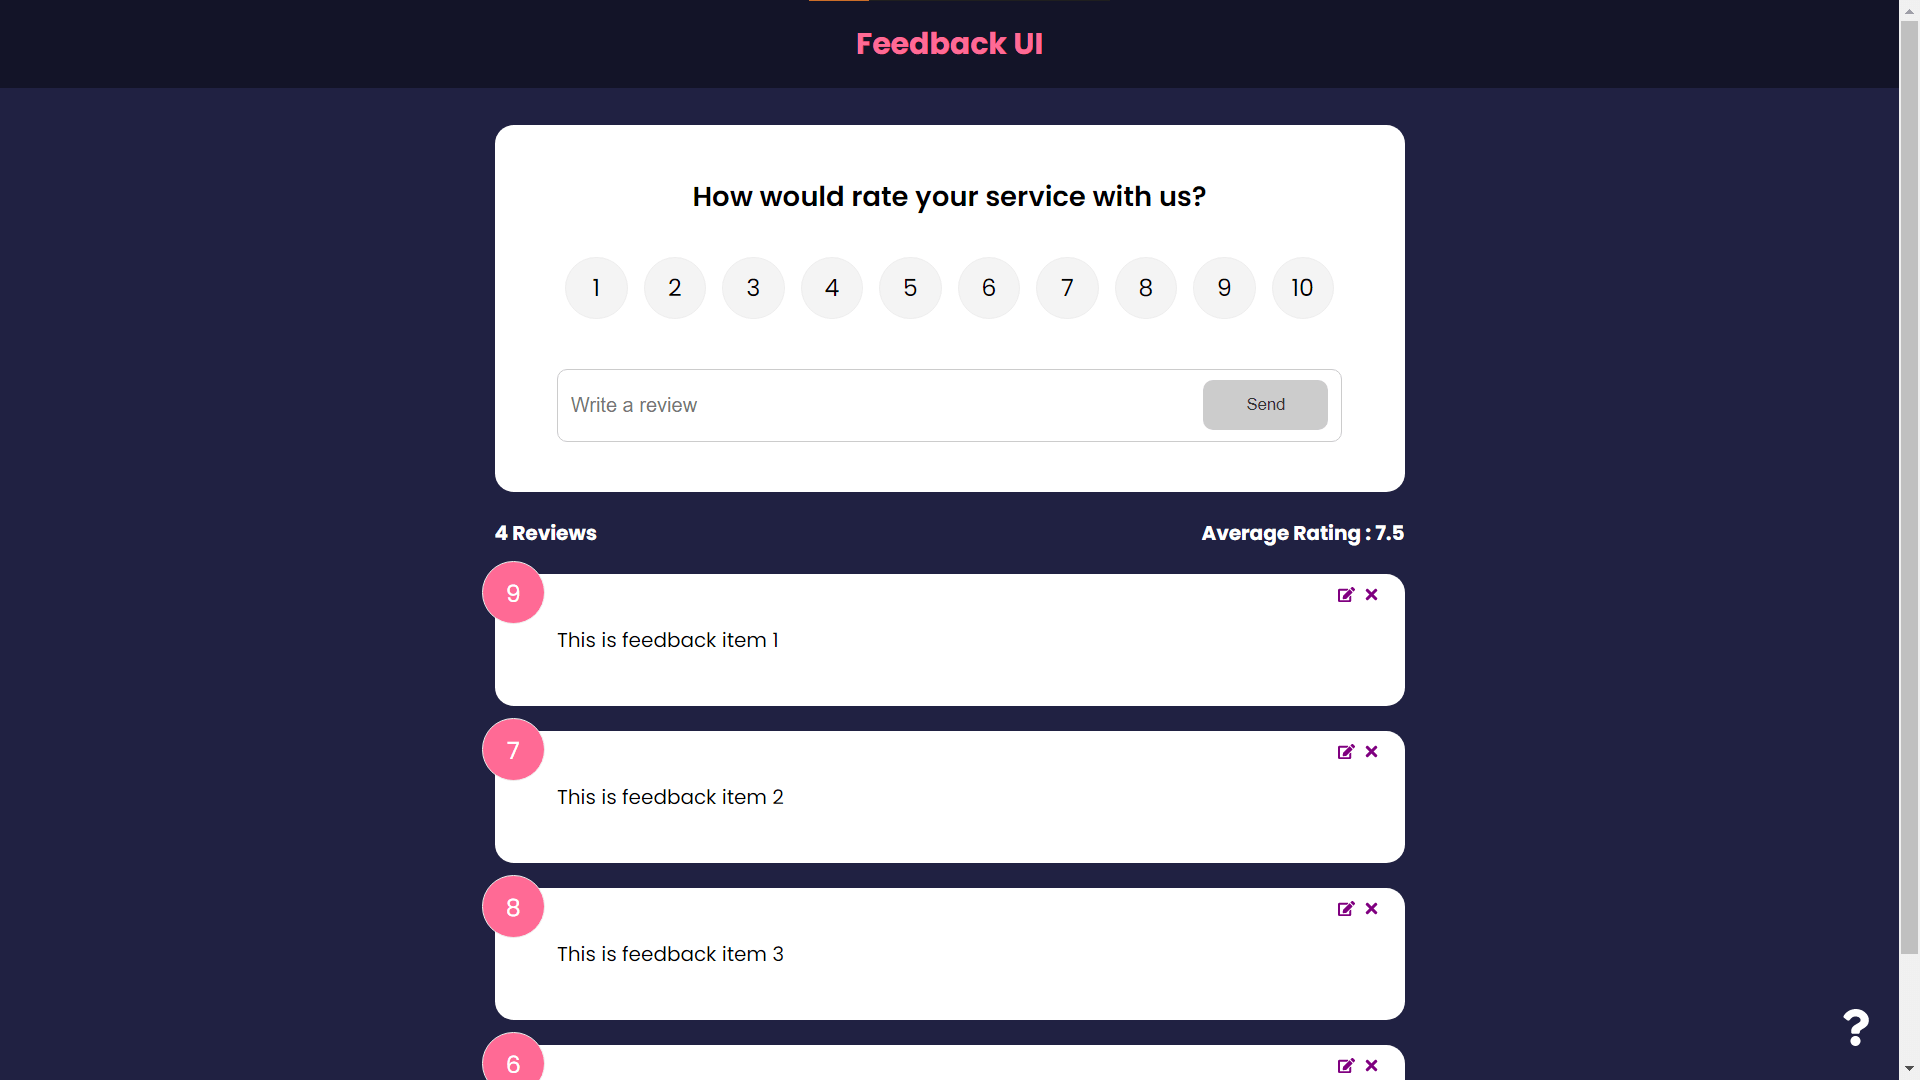 Feedback UI
How would rate your service with us?
1 2 3 4 5 6 7 8 9 10
Write a review Send
4 Reviews Average Rating : 7.5
9
This is feedback item 1
7
This is feedback item 2
8
This is feedback item 3
6
?